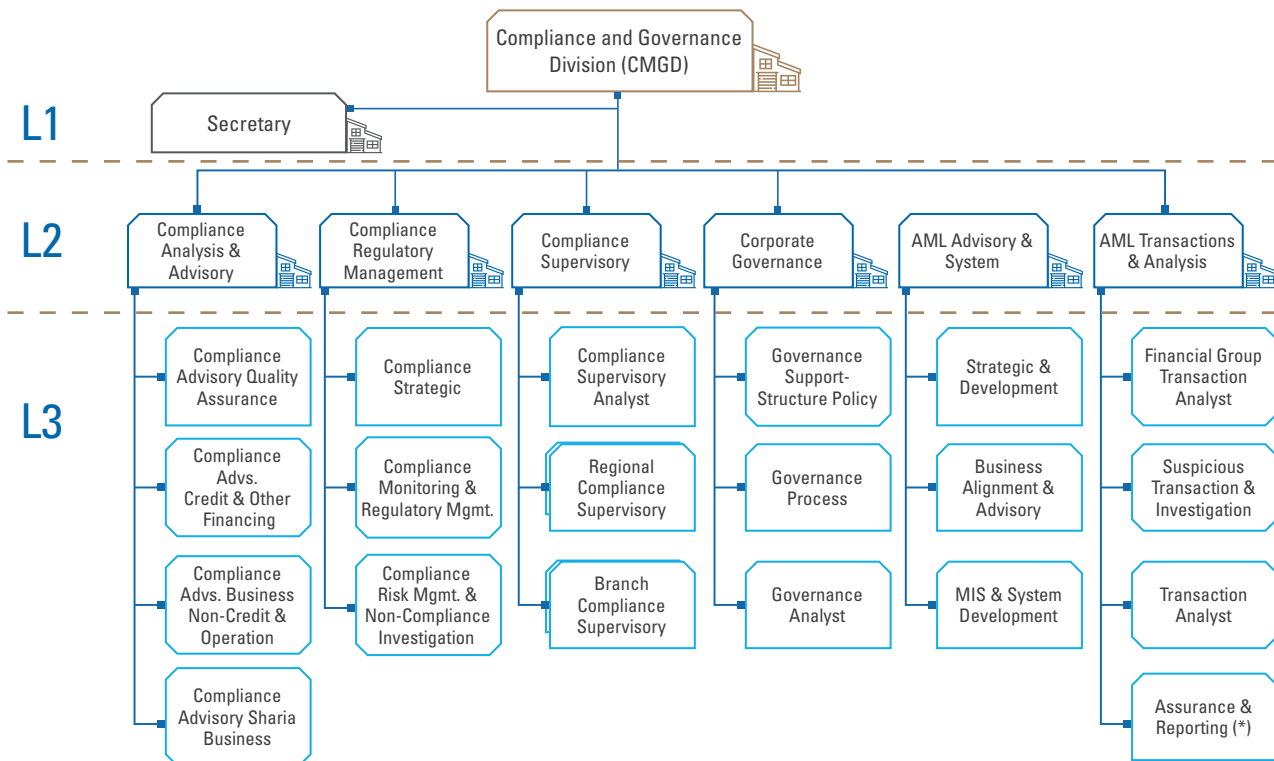 Compliance and Governance
Division (CMGD)
L1
Secretary
L2
Compliance
Analysis &
Advisory
Compliance
Regulatory
Management
Compliance
Supervisory
Corporate
Governance
AML Advisory &
System
AML Transactions
& Analysis
L3
Compliance
Advisory Quality
Assurance
Compliance
Strategic
Compliance
Supervisory
Analyst
Governance
Support-
Structure Policy
Strategic &
Development
Financial Group
Transaction
Analyst
Compliance
Advs.
Credit & Other
Financing
Compliance
Monitoring &
Regulatory Mgmt.
Regional
Compliance
Supervisory
Governance
Process
Business
Alignment &
Advisory
Suspicious
Transaction &
Investigation
Compliance
Advs. Business
Non-Credit &
Operation
Compliance
Risk Mgmt. &
Non-Compliance
Investigation
Branch
Compliance
Supervisory
Governance
Analyst
MIS & System
Development
Transaction
Analyst
Compliance
Advisory Sharia
Business
Assurance &
Reporting (*)